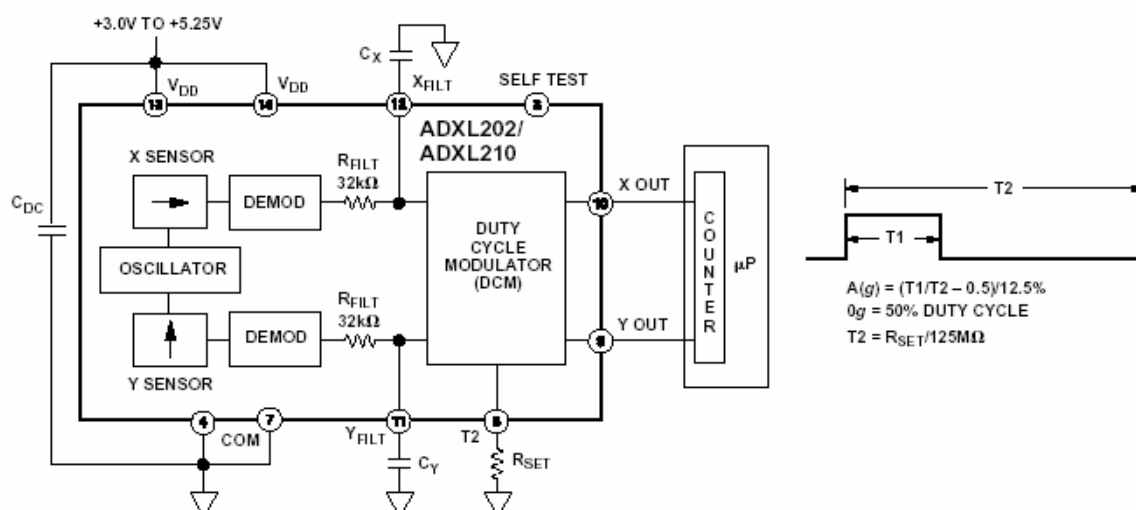 +3.0V TO +5.25V
CX
XFILT
SELF TEST
VDD
VDD
13
14
12
2
ADXL202/
ADXL210
X SENSOR
RFILT
32kΩ
DEMOD
CDC
OSCILLATOR
DUTY
CYCLE
MODULATOR
(DCM)
X OUT
10
COUNTER
μP
T2
T1
A(g) = (T1/T2 – 0.5)/12.5%
0g = 50% DUTY CYCLE
T2 = RSET/125MΩ
RFILT
32kΩ
DEMOD
Y OUT
9
Y SENSOR
4
7
COM
YFILT
11
T2
5
CY
RSET